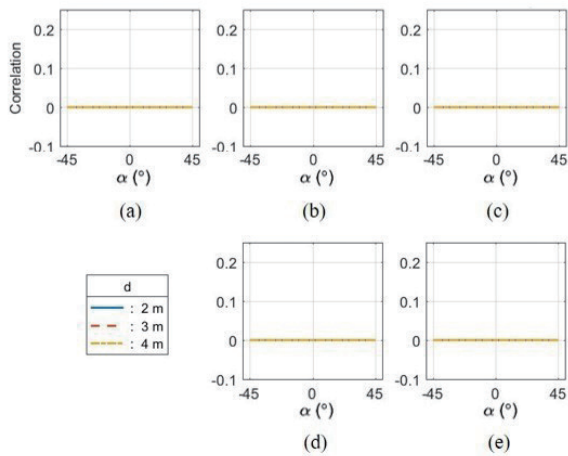 0.2 0.2 0.2
0.1 0.1 0.1
Correlation
0 0 0
-0.1 -0.1 -0.1
-45 0 45 -45 0 45 -45 0 45
α (°) α (°) α (°)
(a) (b) (c)
0.2 0.2
d
0.1 0.1
: 2 m
: 3 m
: 4 m
0 0
-0.1 -0.1
-45 0 45 -45 0 45
α (°) α (°)
(d) (e)